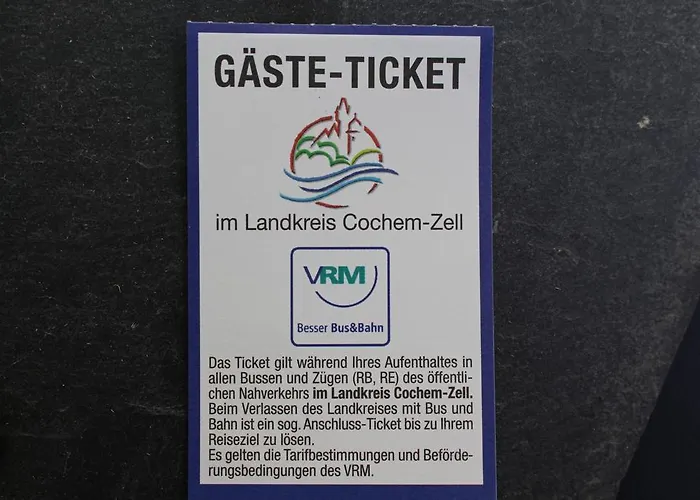 GÄSTE-TICKET
im Landkreis Cochem-Zell
VRM
Besser Bus&Bahn
Das Ticket gilt während Ihres Aufenthaltes in
allen Bussen und Zügen (RB, RE) des öffentli-
chen Nahverkehrs im Landkreis Cochem-Zell.
Beim Verlassen des Landkreises mit Bus und
Bahn ist ein sog. Anschluss-Ticket bis zu Ihrem
Reiseziel zu lösen.
Es gelten die Tarifbestimmungen und Beförde-
rungsbedingungen des VRM.